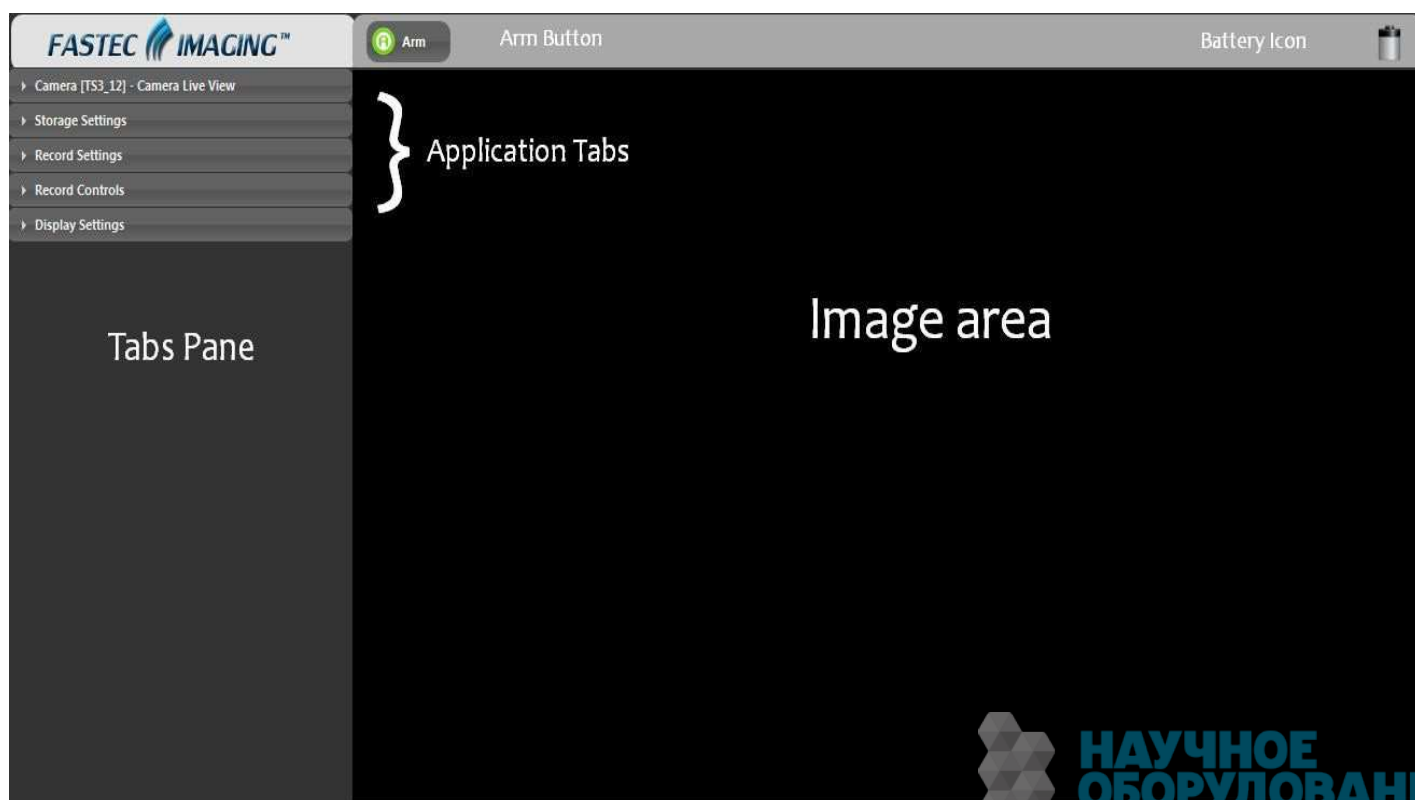 FASTEC IMAGING™
Arm
Arm Button
Battery Icon
Camera [TS3_12] - Camera Live View
Storage Settings
Record Settings
Record Controls
Display Settings
Application Tabs
Image area
Tabs Pane
НАУЧНОЕ
ОБОРУДОВАНИ